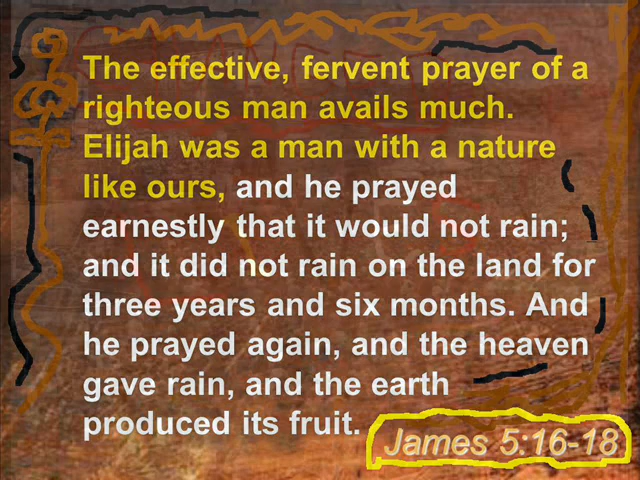 The effective, fervent prayer of a
righteous man avails much.
Elijah was a man with a nature
like ours, and he prayed
earnestly that it would not rain;
and it did not rain on the land for
three years and six months. And
he prayed again, and the heaven
gave rain, and the earth
produced its fruit.
James 5:16-18